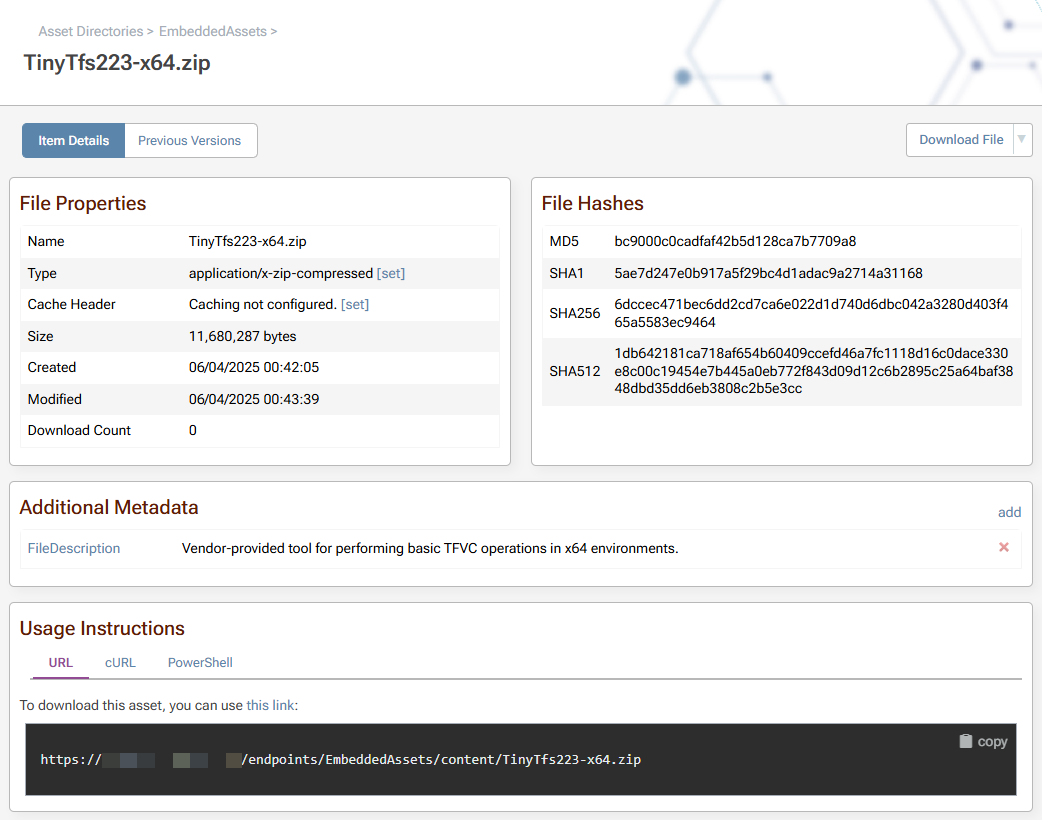 Asset Directories > EmbeddedAssets >
TinyTfs223-x64.zip
Item Details Previous Versions Download File
File Properties
Name TinyTfs223-x64.zip
Type application/x-zip-compressed [set]
Cache Header Caching not configured. [set]
Size 11,680,287 bytes
Created 06/04/2025 00:42:05
Modified 06/04/2025 00:43:39
Download Count 0
File Hashes
MD5 bc9000c0cadfaf42b5d128ca7b7709a8
SHA1 5ae7d247e0b917a5f29bc4d1adac9a2714a31168
SHA256 6dccec471bec6dd2cd7ca6e022d1d740d6dbc042a3280d403f4
65a5583ec9464
SHA512 1db642181ca718af654b60409ccefd46a7fc1118d16c0dace330
e8c00c19454e7b445a0eb772f843d09d12c6b2895c25a64baf38
48dbd35dd6eb3808c2b5e3cc
Additional Metadata
add
FileDescription Vendor-provided tool for performing basic TFVC operations in x64 environments.
Usage Instructions
URL cURL PowerShell
To download this asset, you can use this link:
copy
https:// /endpoints/EmbeddedAssets/content/TinyTfs223-x64.zip